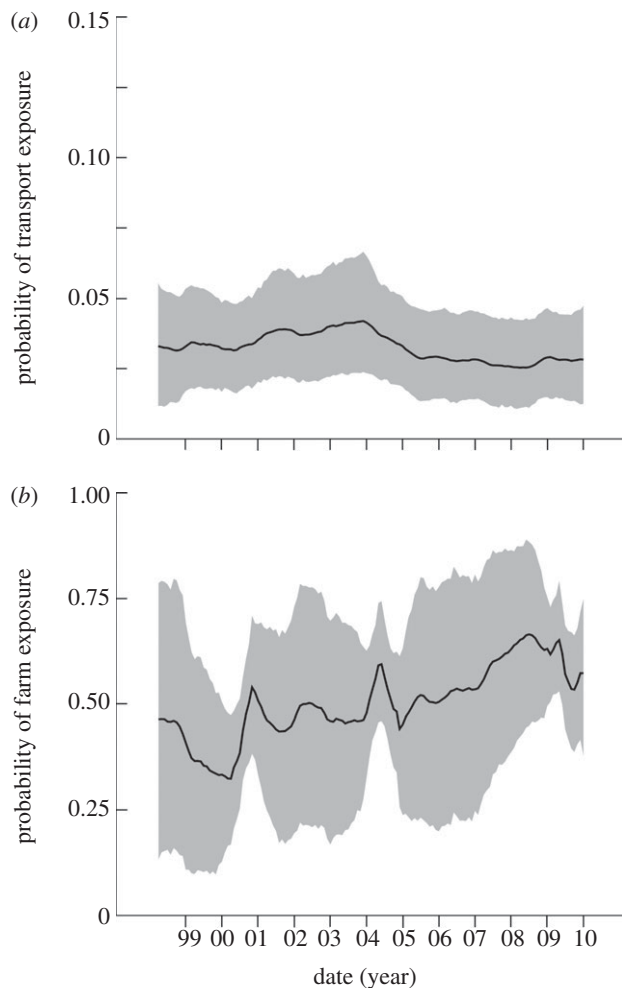 (a)
0.15
0.10
0.05
0
probability of transport exposure
(b)
1.00
0.75
0.50
0.25
0
probability of farm exposure
99 00 01 02 03 04 05 06 07 08 09 10
date (year)